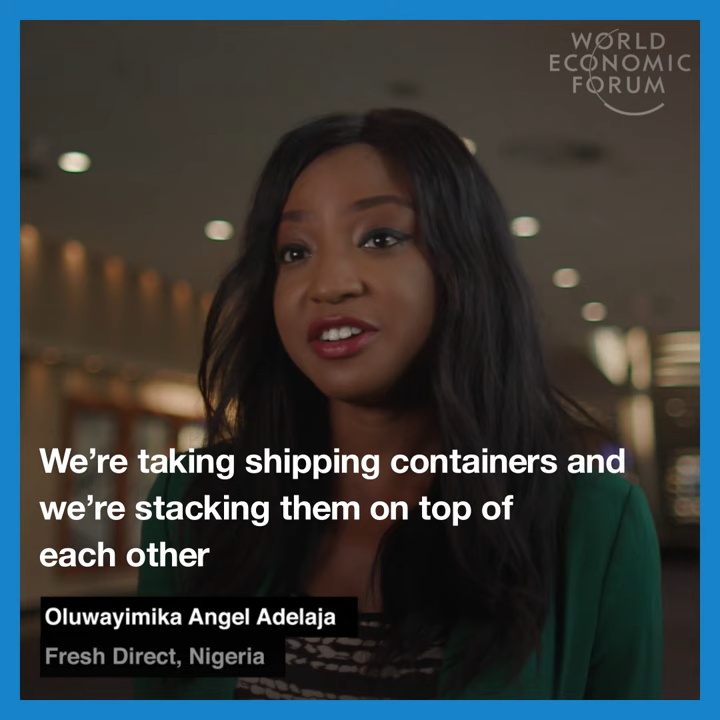 WORLD
ECONOMIC
FORUM
We’re taking shipping containers and
we’re stacking them on top of
each other
Oluwayimika Angel Adelaja
Fresh Direct, Nigeria